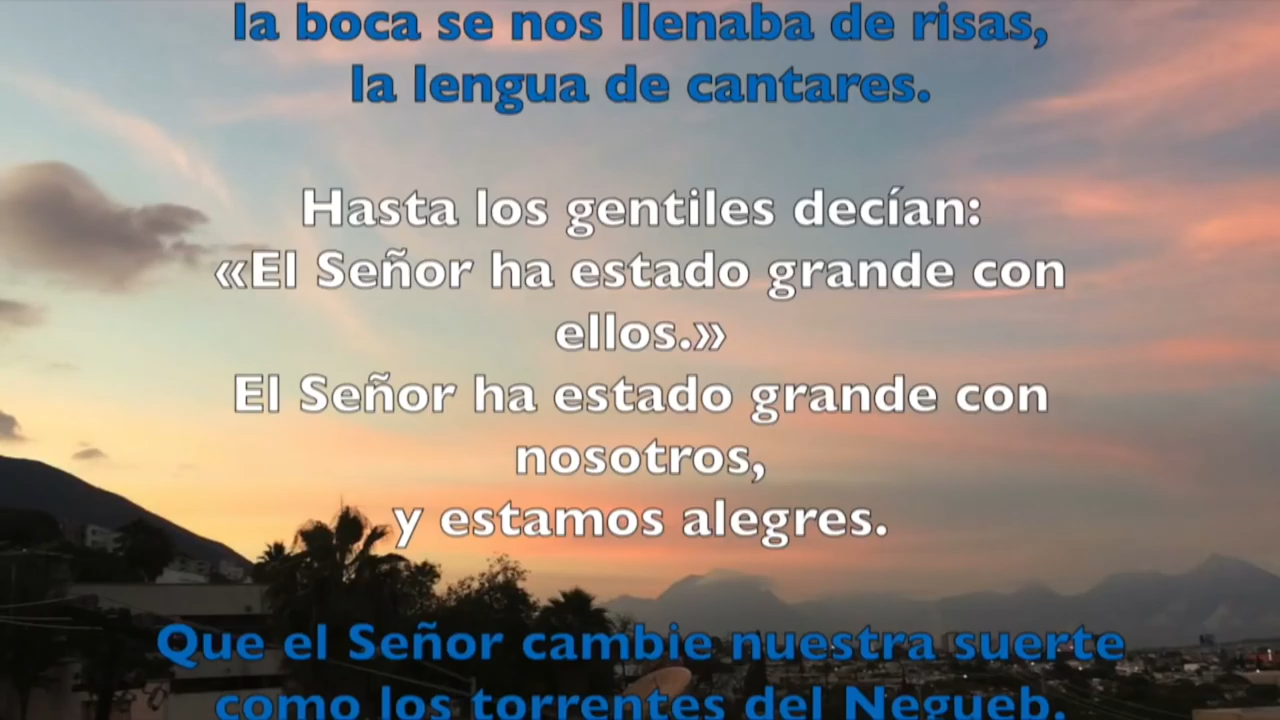 la boca se nos llenaba de risas,
la lengua de cantares.
Hasta los gentiles decían:
«El Señor ha estado grande con
ellos.»
El Señor ha estado grande con
nosotros,
y estamos alegres.
Que el Señor cambie nuestra suerte
como los torrentes del Negueb.